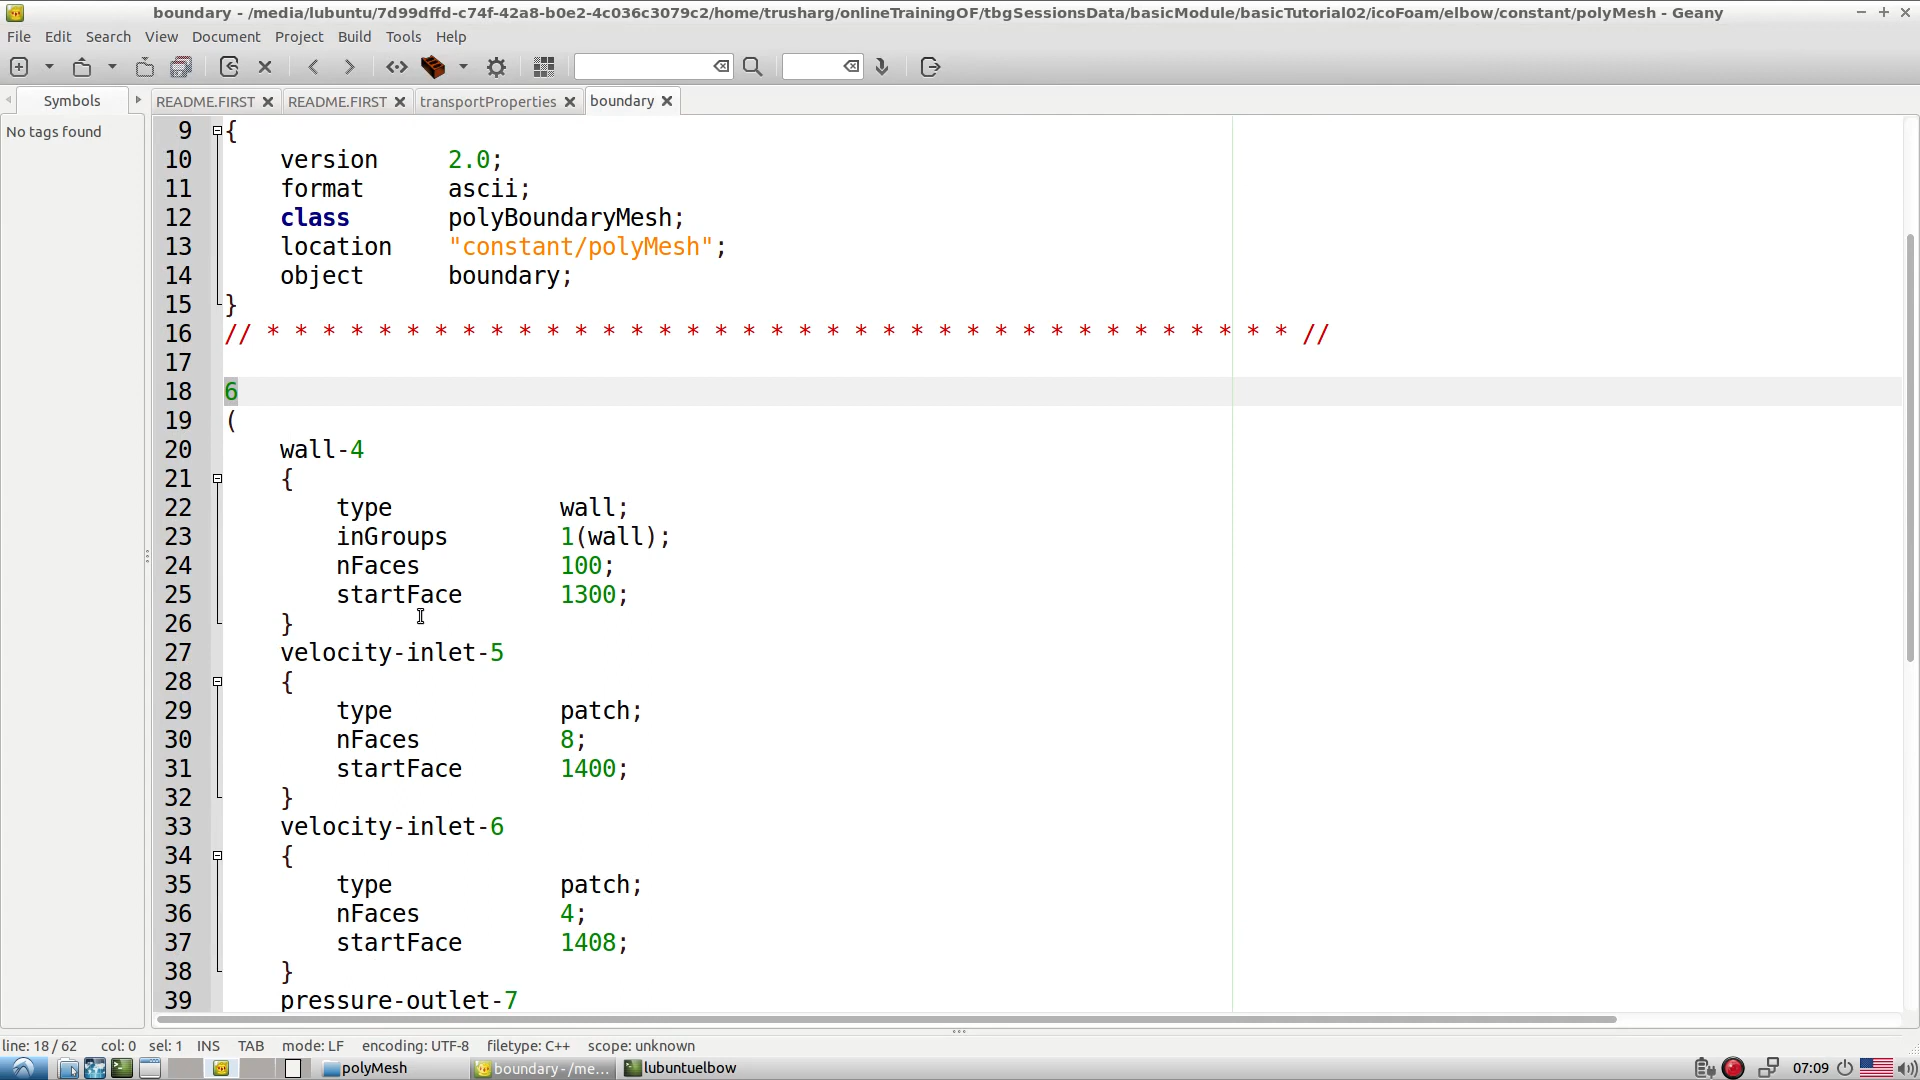 boundary - /media/lubuntu/7d99dffd-c74f-42a8-b0e2-4c036c3079c2/home/trusharg/onlineTrainingOF/tbgSessionsData/basicModule/basicTutorial02/icoFoam/elbow/constant/polyMesh - Geany
File Edit Search View Document Project Build Tools Help
Symbols README.FIRST README.FIRST transportProperties boundary
No tags found
9 {
10 version 2.0;
11 format ascii;
12 class polyBoundaryMesh;
13 location "constant/polyMesh";
14 object boundary;
15 }
16 // * * * * * * * * * * * * * * * * * * * * * * * * * * * * * * * * * * * * * //
17
18 6
19 (
20 wall-4
21 {
22 type wall;
23 inGroups 1(wall);
24 nFaces 100;
25 startFace 1300;
26 }
27 velocity-inlet-5
28 {
29 type patch;
30 nFaces 8;
31 startFace 1400;
32 }
33 velocity-inlet-6
34 {
35 type patch;
36 nFaces 4;
37 startFace 1408;
38 }
39 pressure-outlet-7
line: 18 / 62 col: 0 sel: 1 INS TAB mode: LF encoding: UTF-8 filetype: C++ scope: unknown
polyMesh boundary - /me... lubuntuelbow 07:09